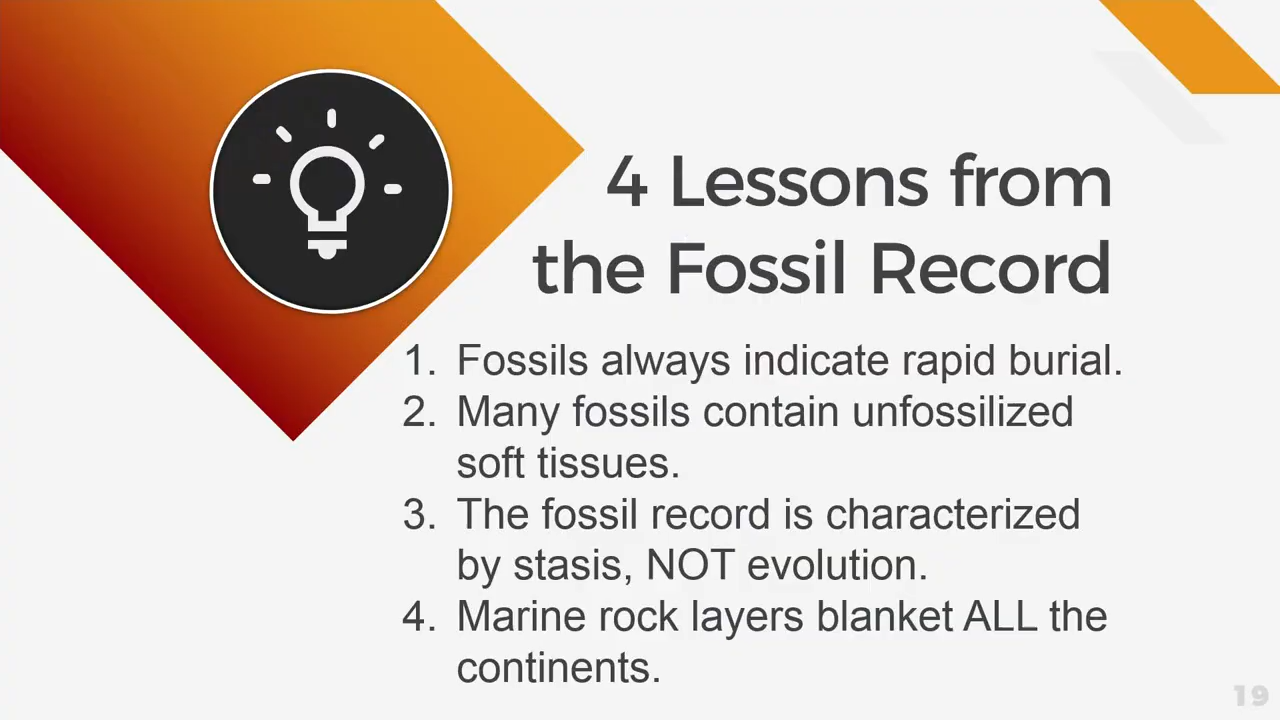 4 Lessons from
the Fossil Record
1. Fossils always indicate rapid burial.
2. Many fossils contain unfossilized
soft tissues.
3. The fossil record is characterized
by stasis, NOT evolution.
4. Marine rock layers blanket ALL the
continents.
19